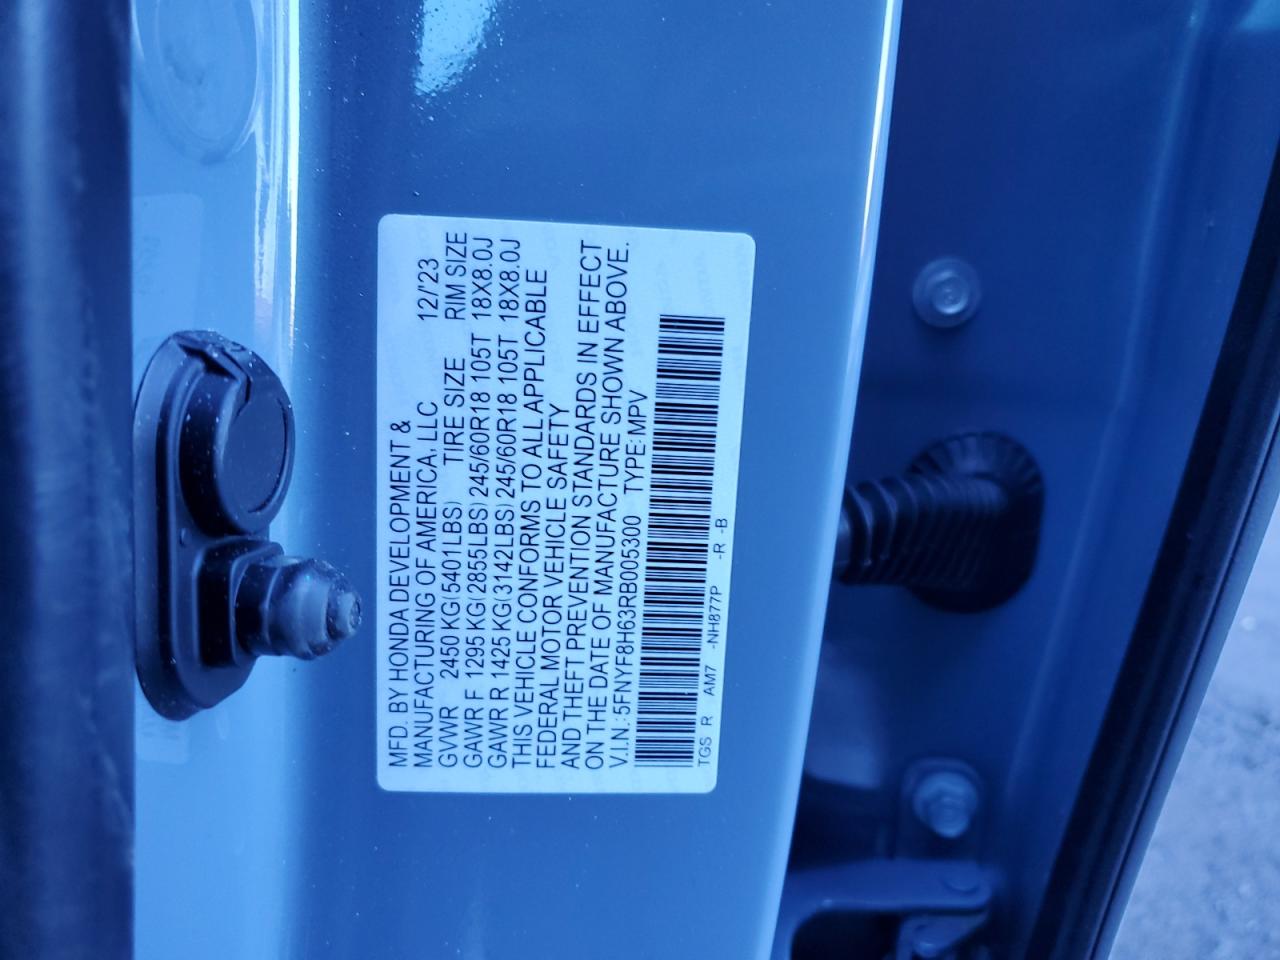 MFD. BY HONDA DEVELOPMENT &
MANUFACTURING OF AMERICA, LLC 12/'23
GVWR 2450 KG(5401LBS) TIRE SIZE RIM SIZE
GAWR F 1295 KG(2855LBS) 245/60R18 105T 18X8.0J
GAWR R 1425 KG(3142LBS) 245/60R18 105T 18X8.0J
THIS VEHICLE CONFORMS TO ALL APPLICABLE
FEDERAL MOTOR VEHICLE SAFETY
AND THEFT PREVENTION STANDARDS IN EFFECT
ON THE DATE OF MANUFACTURE SHOWN ABOVE.
V.I.N.: 5FNYF8H63RB005300 TYPE: MPV
TGS R AM7 -NH877P -R -B